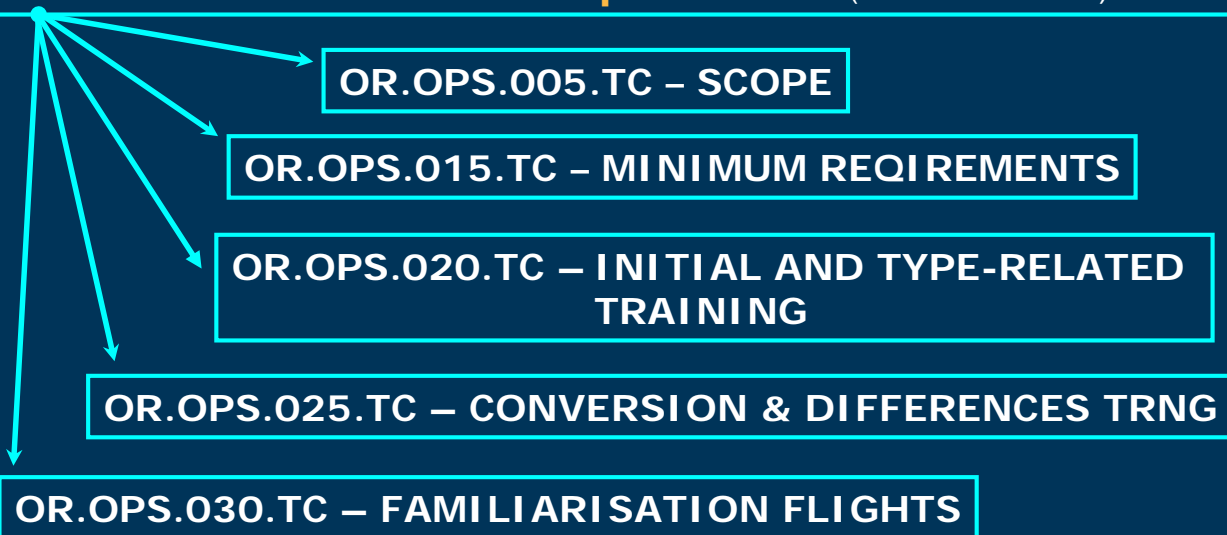 OR.OPS.005.TC – SCOPE
OR.OPS.015.TC – MINIMUM REQIREMENTS
OR.OPS.020.TC – INITIAL AND TYPE-RELATED
TRAINING
OR.OPS.025.TC – CONVERSION & DIFFERENCES TRNG
OR.OPS.030.TC – FAMILIARISATION FLIGHTS